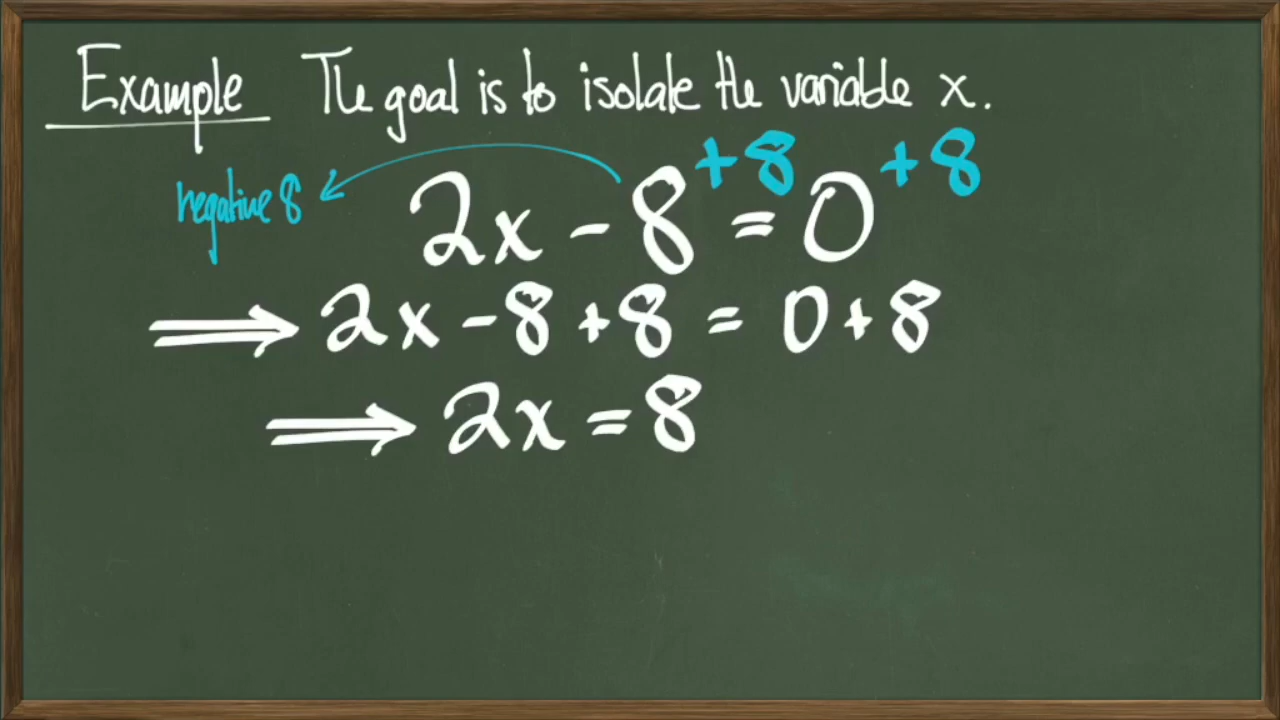 Example The goal is to isolate the variable x.
negative 8
2x - 8 +8 = 0 +8
⟹ 2x - 8 + 8 = 0 + 8
⟹ 2x = 8